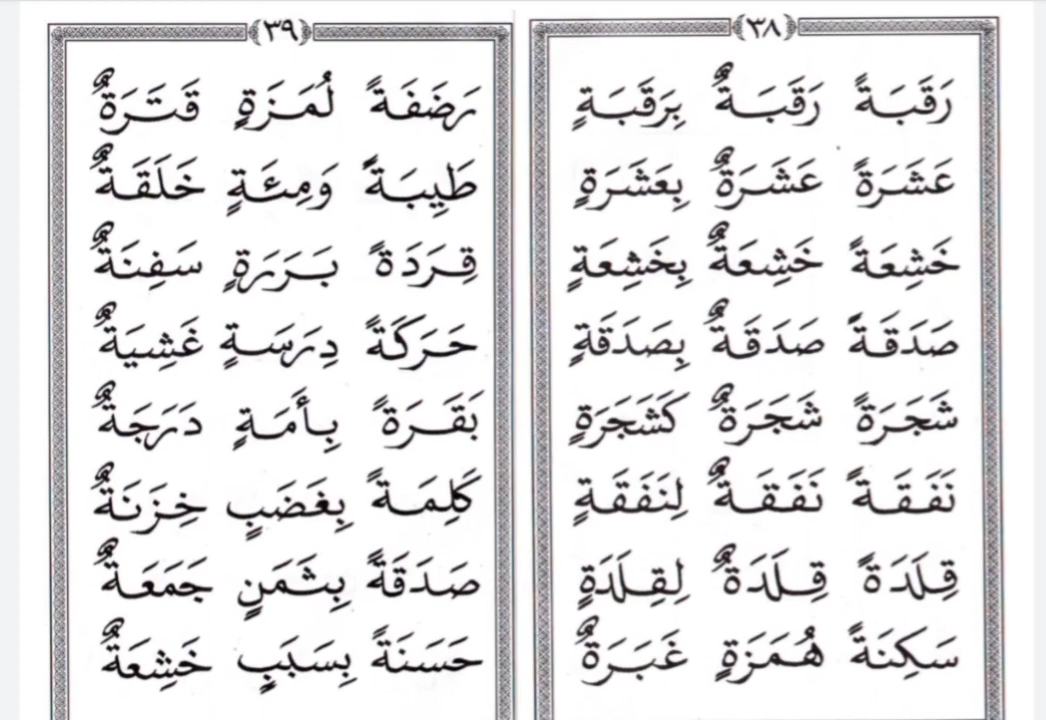 ﴿٣٨﴾
رَقَبَةً رَقَبَةٌ بِرَقَبَةٍ
عَشَرَةً عَشَرَةٌ بِعَشَرَةٍ
خَشِعَةً خَشِعَةٌ بِخَشِعَةٍ
صَدَقَةً صَدَقَةٌ بِصَدَقَةٍ
شَجَرَةً شَجَرَةٌ كَشَجَرَةٍ
نَفَقَةً نَفَقَةٌ لِنَفَقَةٍ
قِلَدَةً قِلَدَةٌ لِقِلَدَةٍ
سَكِنَةً هُمَزَةٍ غَبَرَةٌ
﴿٣٩﴾
رَضَفَةً لُمَزَةٍ قَتَرَةٌ
طَيِبَةً وَمِئَةٍ خَلَقَةٌ
قِرَدَةً بَرَرَةٍ سَفِنَةٌ
حَرَكَةً دِرَسَةٍ غَشِيَةٌ
بَقَرَةً بِأَمَةٍ دَرَجَةٌ
كَلِمَةً بِغَضَبٍ خِزَنَةٌ
صَدَقَةً بِثَمَنٍ جَمَعَةٌ
حَسَنَةً بِسَبَبٍ خَشِعَةٌ